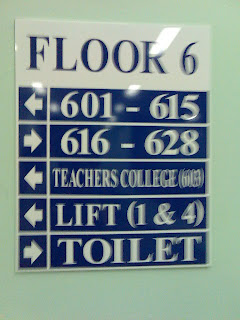 FLOOR 6
← 601 - 615
→ 616 - 628
← TEACHERS COLLEGE (603)
← LIFT (1 & 4)
→ TOILET